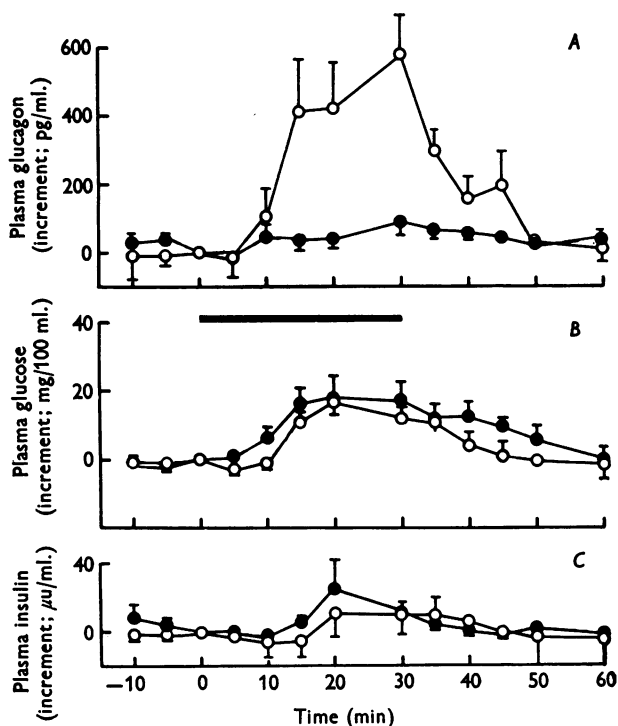 A
Plasma glucagon
(increment; pg/ml.)
600
400
200
0
B
Plasma glucose
(increment; mg/100 ml.)
40
20
0
C
Plasma insulin
(increment; μu/ml.)
40
0
−10 0 10 20 30 40 50 60
Time (min)